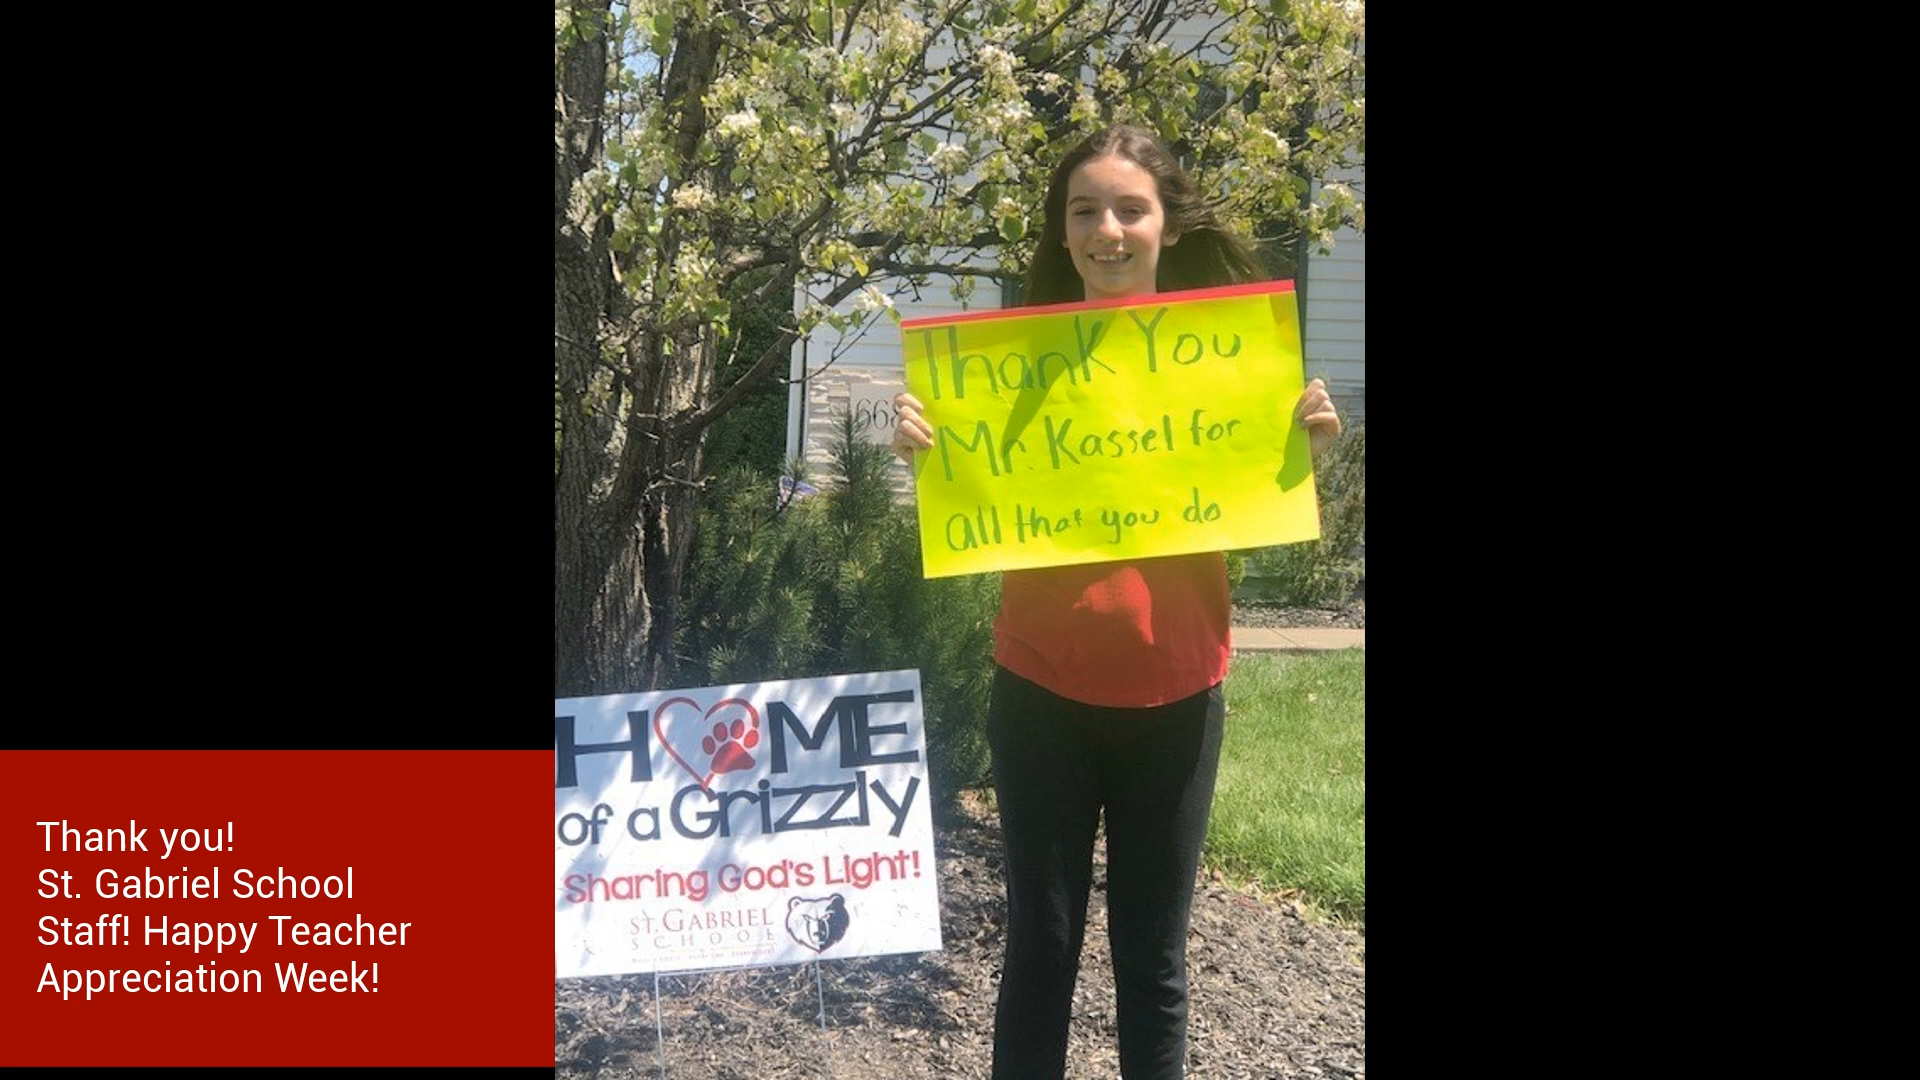 Thank You
Mr. Kassel for
all that you do
668
HOME
of a Grizzly
Sharing God's Light!
ST. GABRIEL
SCHOOL
Thank you!
St. Gabriel School
Staff! Happy Teacher
Appreciation Week!